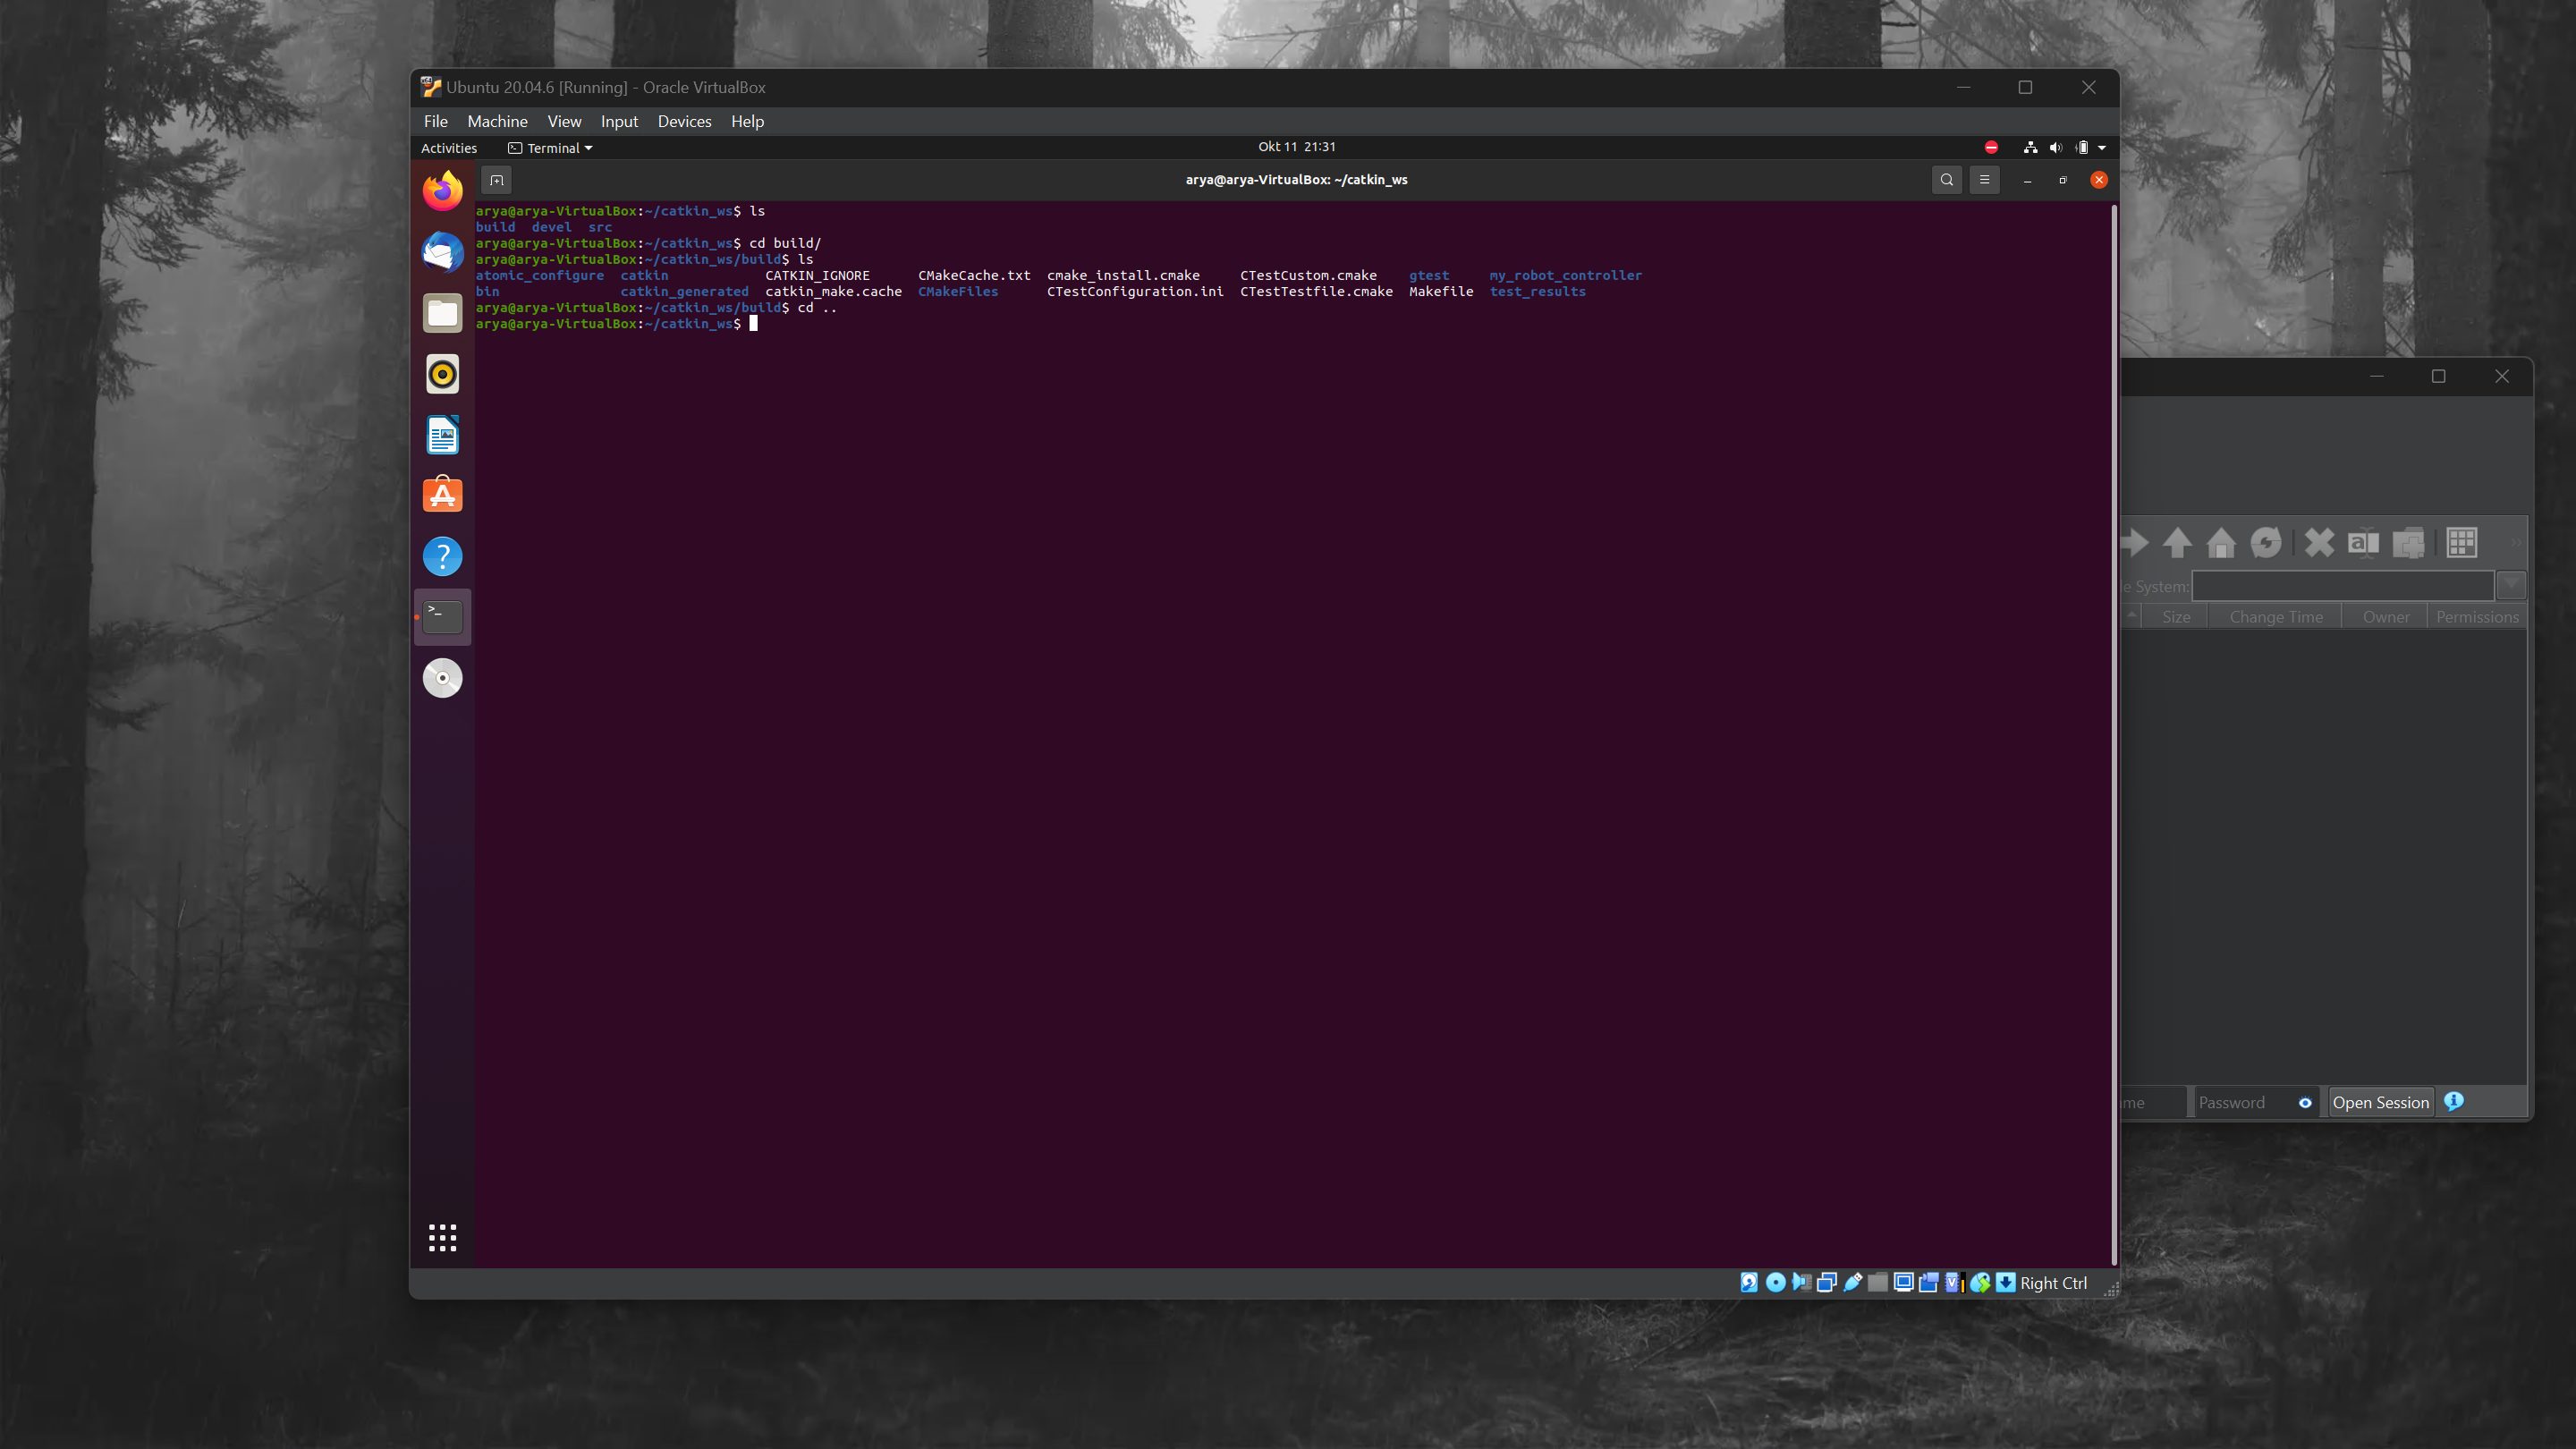 Ubuntu 20.04.6 [Running] - Oracle VirtualBox
File Machine View Input Devices Help
Activities Terminal Okt 11 21:31
arya@arya-VirtualBox: ~/catkin_ws
arya@arya-VirtualBox:~/catkin_ws$ ls
build devel src
arya@arya-VirtualBox:~/catkin_ws$ cd build/
arya@arya-VirtualBox:~/catkin_ws/build$ ls
atomic_configure catkin CATKIN_IGNORE CMakeCache.txt cmake_install.cmake CTestCustom.cmake gtest my_robot_controller
bin catkin_generated catkin_make.cache CMakeFiles CTestConfiguration.ini CTestTestfile.cmake Makefile test_results
arya@arya-VirtualBox:~/catkin_ws/build$ cd ..
arya@arya-VirtualBox:~/catkin_ws$
System:
Size Change Time Owner Permissions
Password Open Session
Right Ctrl